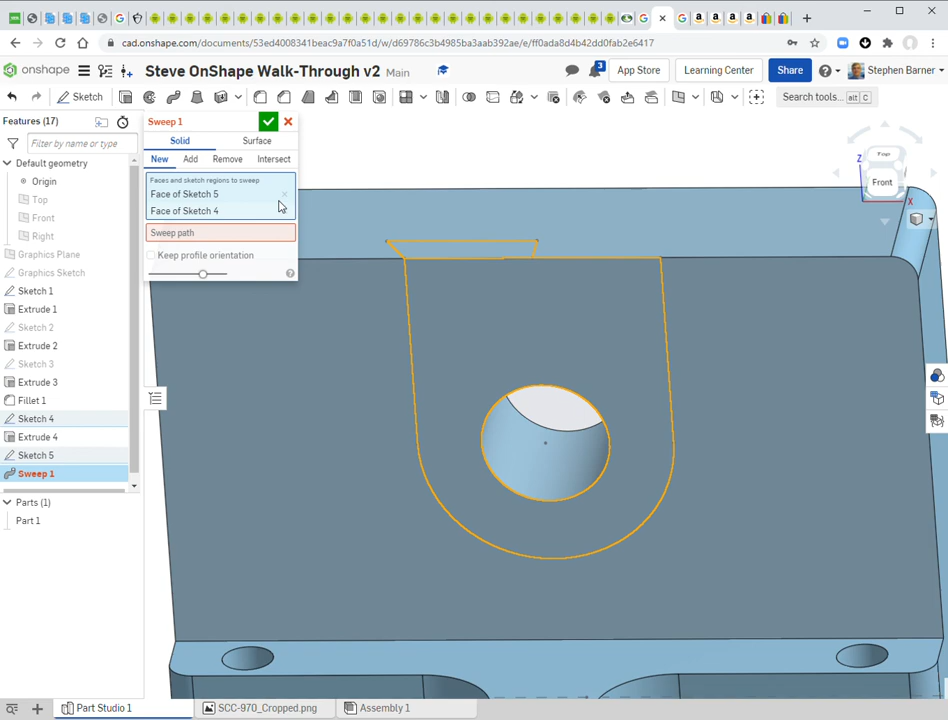 cad.onshape.com/documents/53ed4008341beac9a7f0a51d/w/d69786c3b4985ba3aab392ae/e/ff0ada8d4b42dd0fab2e6417
onshape
Steve OnShape Walk-Through v2 Main
3
App Store
Learning Center
Share
Stephen Barner
Sketch
Search tools... alt C
Features (17)
Filter by name or type
Default geometry
Origin
Top
Front
Right
Graphics Plane
Graphics Sketch
Sketch 1
Extrude 1
Sketch 2
Extrude 2
Sketch 3
Extrude 3
Fillet 1
Sketch 4
Extrude 4
Sketch 5
Sweep 1
Parts (1)
Part 1
Sweep 1
Solid Surface
New Add Remove Intersect
Faces and sketch regions to sweep
Face of Sketch 5
Face of Sketch 4
Sweep path
Keep profile orientation
Z
Front
X
Part Studio 1
SCC-970_Cropped.png
Assembly 1